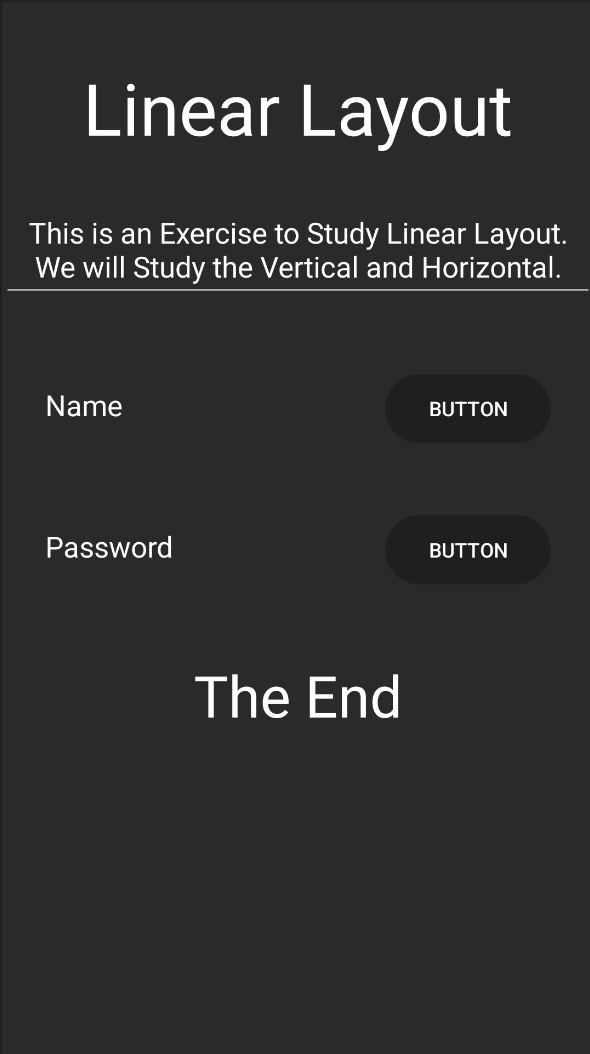 Linear Layout
This is an Exercise to Study Linear Layout.
We will Study the Vertical and Horizontal.
Name
BUTTON
Password
BUTTON
The End